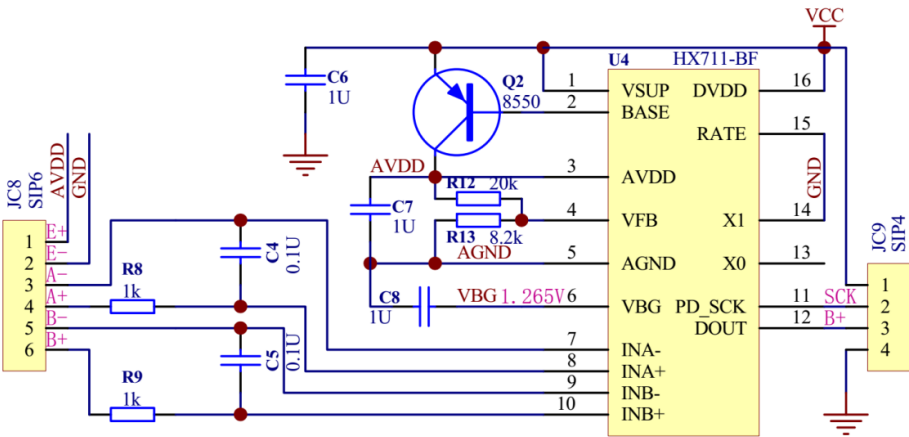 VCC
U4 HX711-BF
C6
1U
Q2
8550
1 VSUP DVDD 16
2 BASE
RATE 15
AVDD
GND
JC8
SIP6
AVDD
3 AVDD
R12
20k
GND
C7
1U
4 VFB X1 14
R13
8.2k
AGND
5 AGND X0 13
JC9
SIP4
1 E+
2 E-
3 A-
4 A+
5 B-
6 B+
R8
1k
C4
0.1U
C8
1U
VBG 1.265V 6 VBG PD_SCK 11 SCK
DOUT 12 B+
1
2
3
4
7 INA-
8 INA+
9 INB-
10 INB+
C5
0.1U
R9
1k